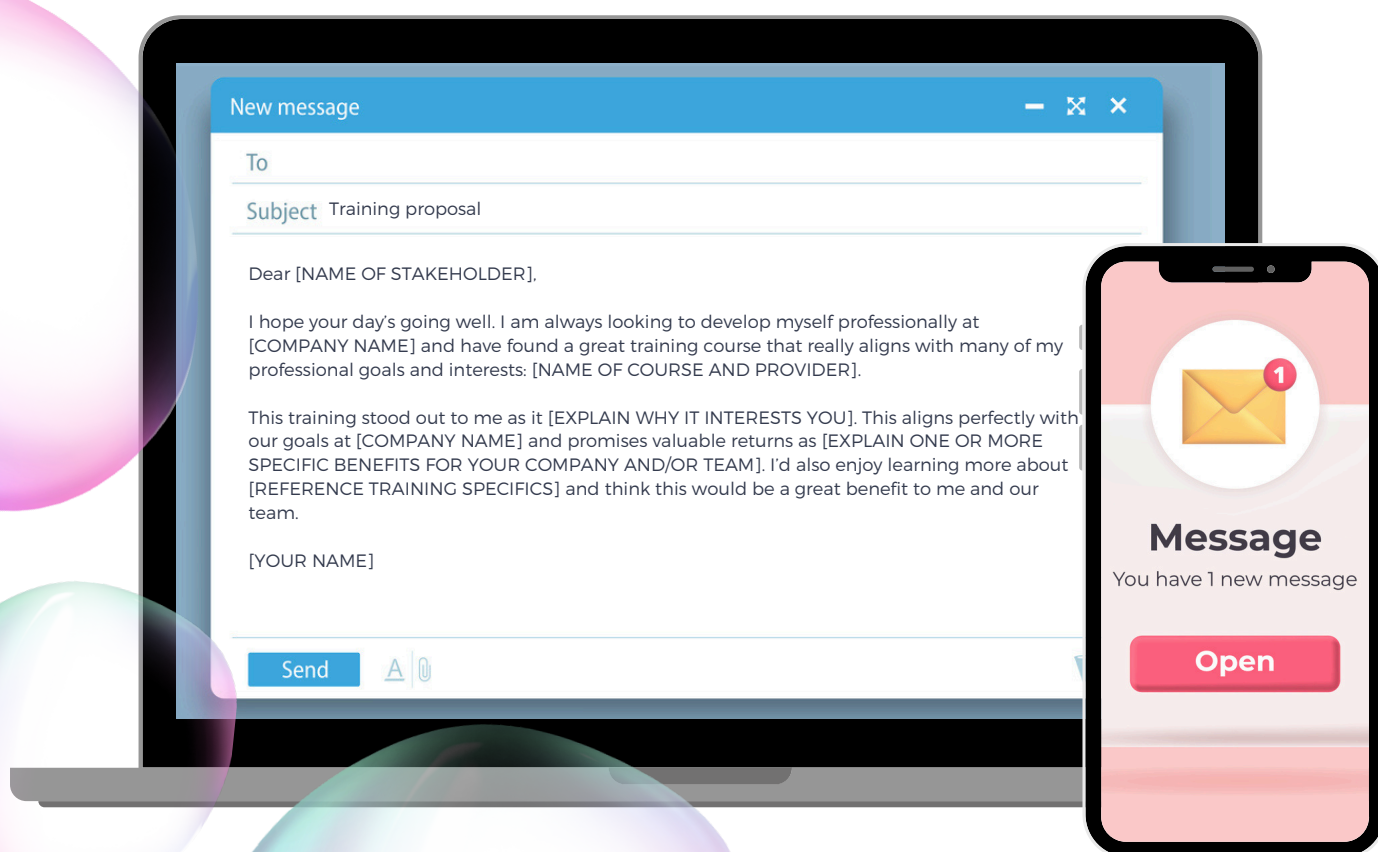 New message
To
Subject Training proposal
Dear [NAME OF STAKEHOLDER],
I hope your day’s going well. I am always looking to develop myself professionally at
[COMPANY NAME] and have found a great training course that really aligns with many of my
professional goals and interests: [NAME OF COURSE AND PROVIDER].
This training stood out to me as it [EXPLAIN WHY IT INTERESTS YOU]. This aligns perfectly with
our goals at [COMPANY NAME] and promises valuable returns as [EXPLAIN ONE OR MORE
SPECIFIC BENEFITS FOR YOUR COMPANY AND/OR TEAM]. I’d also enjoy learning more about
[REFERENCE TRAINING SPECIFICS] and think this would be a great benefit to me and our
team.
[YOUR NAME]
Send A
1
Message
You have 1 new message
Open